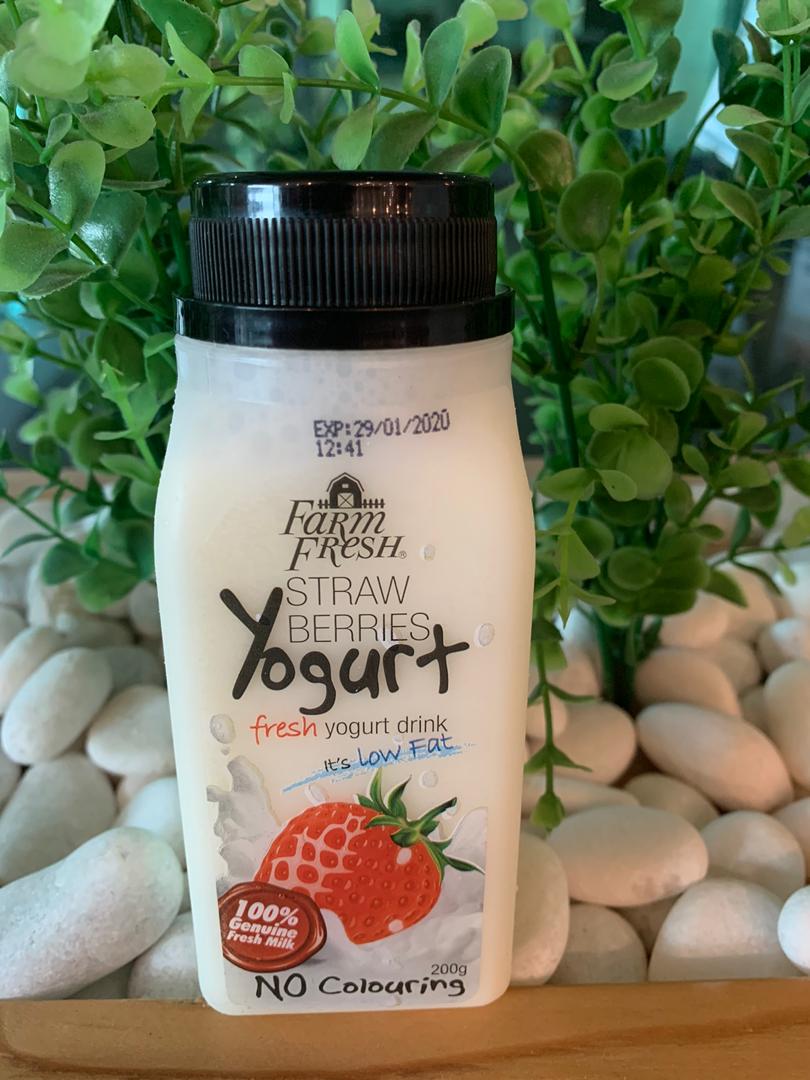 EXP:29/01/2020
12:41
FARM
FRESH®
STRAW
BERRIES
Yogurt
fresh yogurt drink
It's low Fat
100%
Genuine
Fresh Milk
200g
NO Colouring